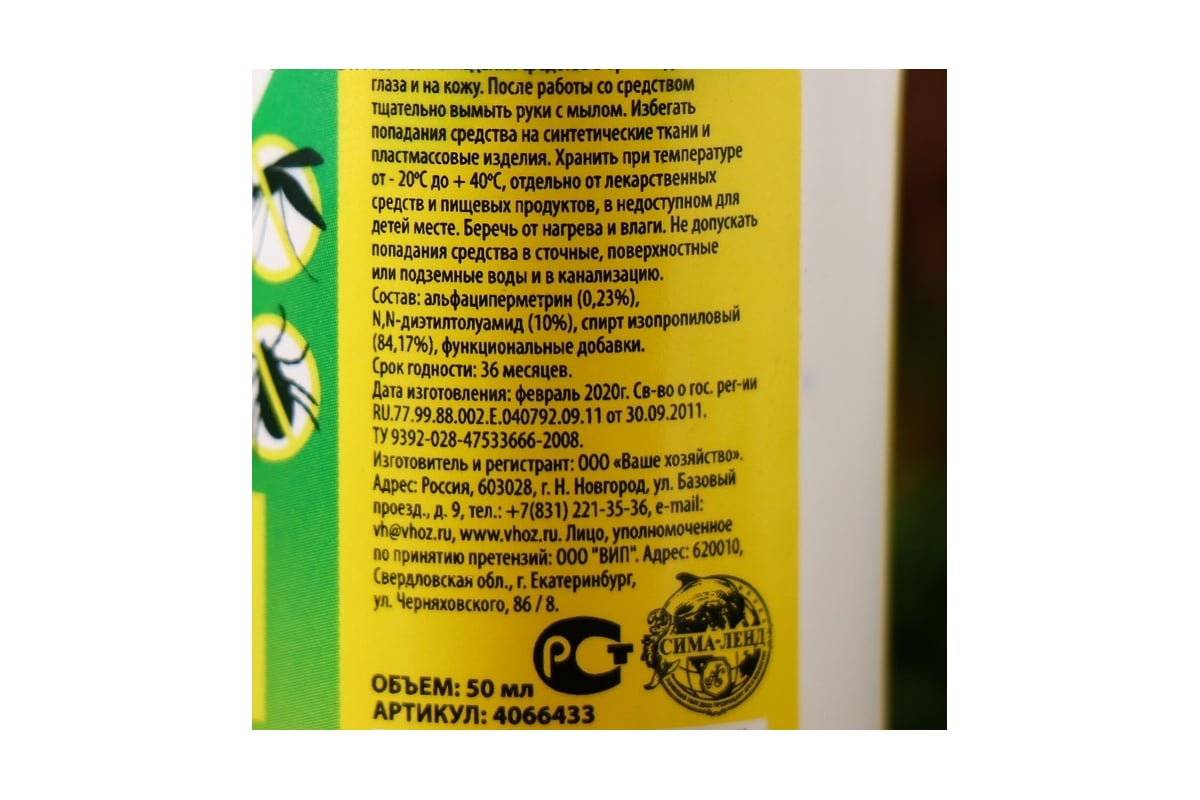 глаза и на кожу. После работы со средством
тщательно вымыть руки с мылом. Избегать
попадания средства на синтетические ткани и
пластмассовые изделия. Хранить при температуре
от - 20°С до + 40°С, отдельно от лекарственных
средств и пищевых продуктов, в недоступном для
детей месте. Беречь от нагрева и влаги. Не допускать
попадания средства в сточные, поверхностные
или подземные воды и в канализацию.
Состав: альфациперметрин (0,23%),
N,N-диэтилтолуамид (10%), спирт изопропиловый
(84,17%), функциональные добавки.
Срок годности: 36 месяцев.
Дата изготовления: февраль 2020г. Св-во о гос. рег-ии
RU.77.99.88.002.Е.040792.09.11 от 30.09.2011.
ТУ 9392-028-47533666-2008.
Изготовитель и регистрант: ООО «Ваше хозяйство».
Адрес: Россия, 603028, г. Н. Новгород, ул. Базовый
проезд., д. 9, тел.: +7(831) 221-35-36, e-mail:
vh@vhoz.ru, www.vhoz.ru. Лицо, уполномоченное
по принятию претензий: ООО "ВИП". Адрес: 620010,
Свердловская обл., г. Екатеринбург,
ул. Черняховского, 86 / 8.
РСТ
СИМА-ЛЕНД
ОБЪЕМ: 50 мл
АРТИКУЛ: 4066433